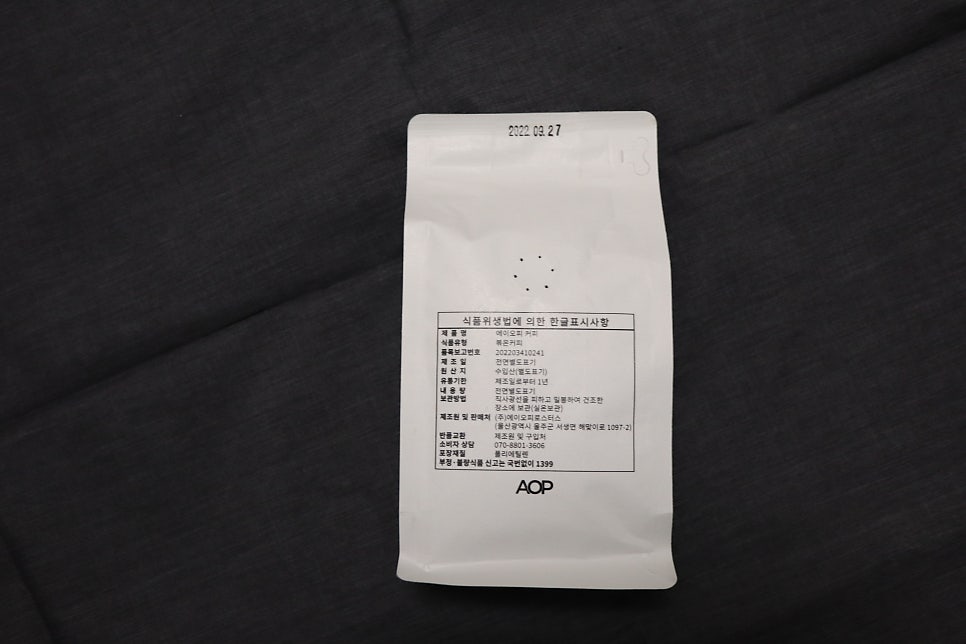 2022. 09. 27
식품위생법에 의한 한글표시사항
제 품 명 에이오피 커피
식품유형 볶은커피
품목보고번호 202203410241
제 조 일 전면별도표기
원 산 지 수입산(별도표기)
유통기한 제조일로부터 1년
내 용 량 전면별도표기
보관방법 직사광선을 피하고 밀봉하여 건조한
장소에 보관(실온보관)
제조원 및 판매처 (주)에이오피로스터스
(울산광역시 울주군 서생면 해맞이로 1097-2)
반품교환 제조원 및 구입처
소비자 상담 070-8801-3606
포장재질 폴리에틸렌
부정·불량식품 신고는 국번없이 1399
AOP